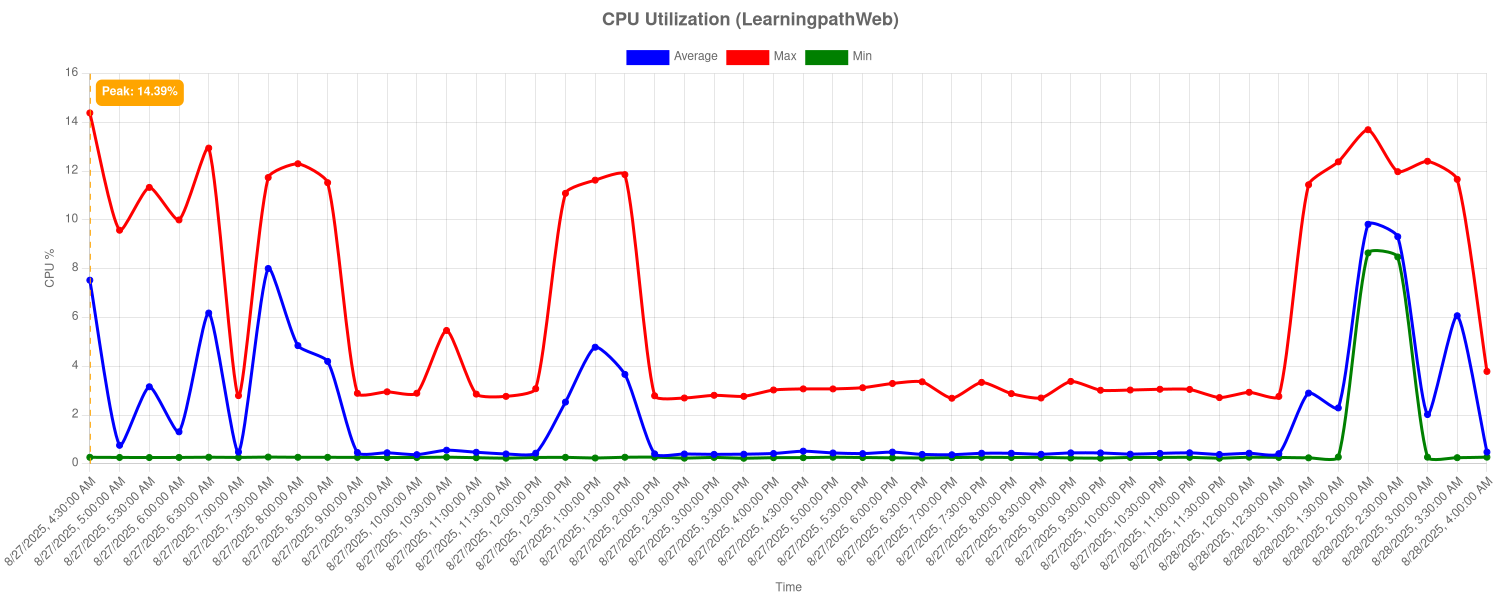 CPU Utilization (LearningpathWeb)
Average Max Min
Peak: 14.39%
16
14
12
10
8
6
4
2
0
CPU %
8/27/2025, 4:30:00 AM
8/27/2025, 5:00:00 AM
8/27/2025, 5:30:00 AM
8/27/2025, 6:00:00 AM
8/27/2025, 6:30:00 AM
8/27/2025, 7:00:00 AM
8/27/2025, 7:30:00 AM
8/27/2025, 8:00:00 AM
8/27/2025, 8:30:00 AM
8/27/2025, 9:00:00 AM
8/27/2025, 9:30:00 AM
8/27/2025, 10:00:00 AM
8/27/2025, 10:30:00 AM
8/27/2025, 11:00:00 AM
8/27/2025, 11:30:00 AM
8/27/2025, 12:00:00 PM
8/27/2025, 12:30:00 PM
8/27/2025, 1:00:00 PM
8/27/2025, 1:30:00 PM
8/27/2025, 2:00:00 PM
8/27/2025, 2:30:00 PM
8/27/2025, 3:00:00 PM
8/27/2025, 3:30:00 PM
8/27/2025, 4:00:00 PM
8/27/2025, 4:30:00 PM
8/27/2025, 5:00:00 PM
8/27/2025, 5:30:00 PM
8/27/2025, 6:00:00 PM
8/27/2025, 6:30:00 PM
8/27/2025, 7:00:00 PM
8/27/2025, 7:30:00 PM
8/27/2025, 8:00:00 PM
8/27/2025, 8:30:00 PM
8/27/2025, 9:00:00 PM
8/27/2025, 9:30:00 PM
8/27/2025, 10:00:00 PM
8/27/2025, 10:30:00 PM
8/27/2025, 11:00:00 PM
8/27/2025, 11:30:00 PM
8/28/2025, 12:00:00 AM
8/28/2025, 12:30:00 AM
8/28/2025, 1:00:00 AM
8/28/2025, 1:30:00 AM
8/28/2025, 2:00:00 AM
8/28/2025, 2:30:00 AM
8/28/2025, 3:00:00 AM
8/28/2025, 3:30:00 AM
8/28/2025, 4:00:00 AM
Time